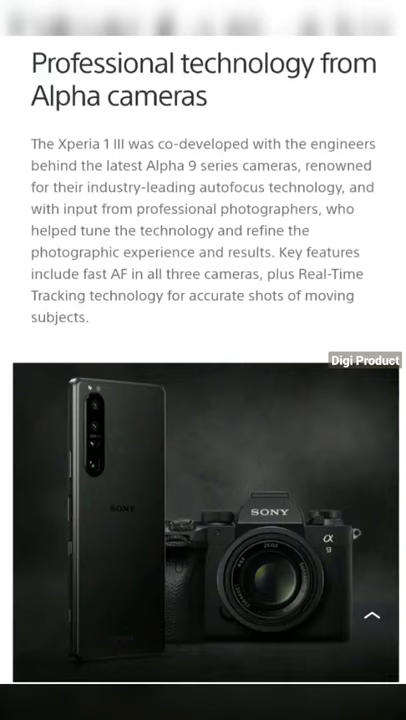 Professional technology from
Alpha cameras
The Xperia 1 III was co-developed with the engineers
behind the latest Alpha 9 series cameras, renowned
for their industry-leading autofocus technology, and
with input from professional photographers, who
helped tune the technology and refine the
photographic experience and results. Key features
include fast AF in all three cameras, plus Real-Time
Tracking technology for accurate shots of moving
subjects.
Digi Product
SONY
SONY
α
9